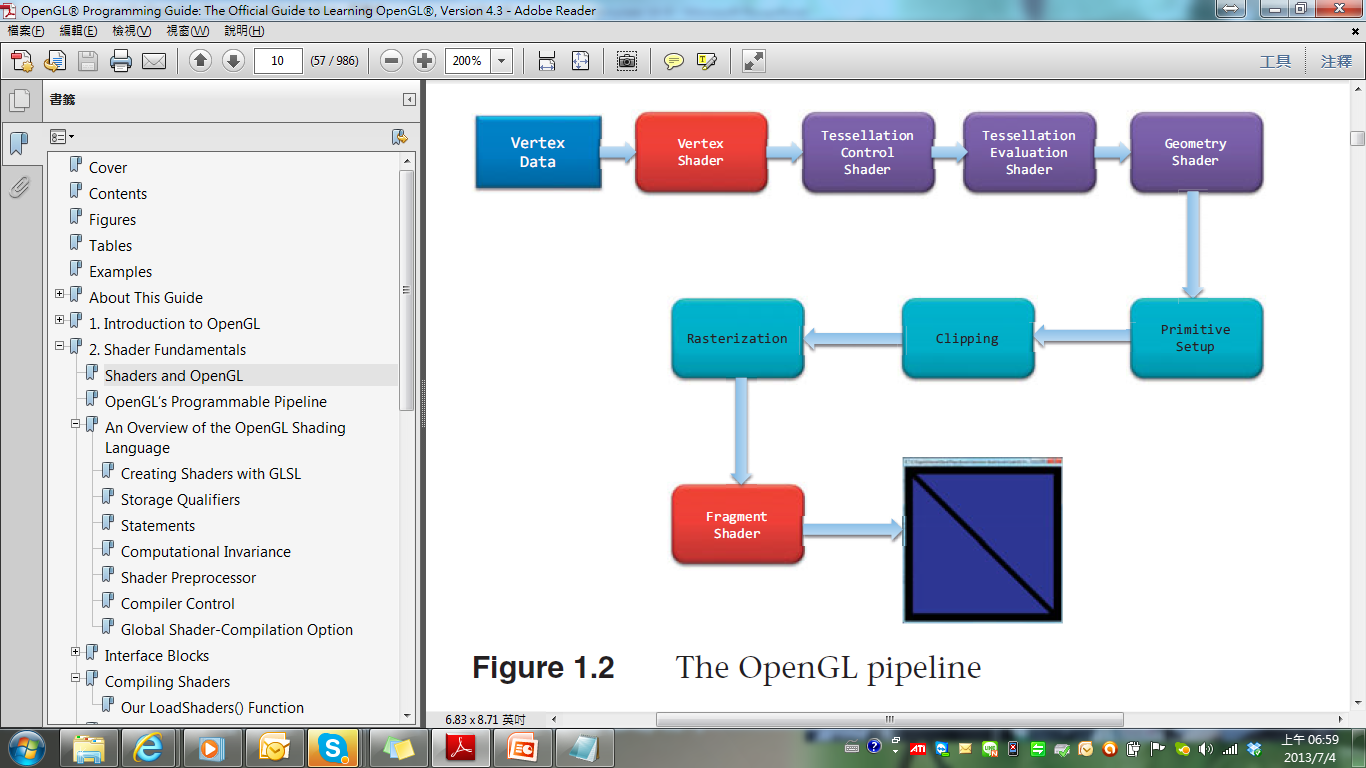 OpenGL® Programming Guide: The Official Guide to Learning OpenGL®, Version 4.3 - Adobe Reader
檔案(F) 編輯(E) 檢視(V) 視窗(W) 說明(H)
10 (57 / 986) 200% 工具 注釋
書籤
Cover
Contents
Figures
Tables
Examples
About This Guide
1. Introduction to OpenGL
2. Shader Fundamentals
Shaders and OpenGL
OpenGL's Programmable Pipeline
An Overview of the OpenGL Shading
Language
Creating Shaders with GLSL
Storage Qualifiers
Statements
Computational Invariance
Shader Preprocessor
Compiler Control
Global Shader-Compilation Option
Interface Blocks
Compiling Shaders
Our LoadShaders() Function
Vertex
Data
Vertex
Shader
Tessellation
Control
Shader
Tessellation
Evaluation
Shader
Geometry
Shader
Primitive
Setup
Clipping
Rasterization
Fragment
Shader
Figure 1.2 The OpenGL pipeline
6.83 x 8.71 英吋
上午 06:59
2013/7/4